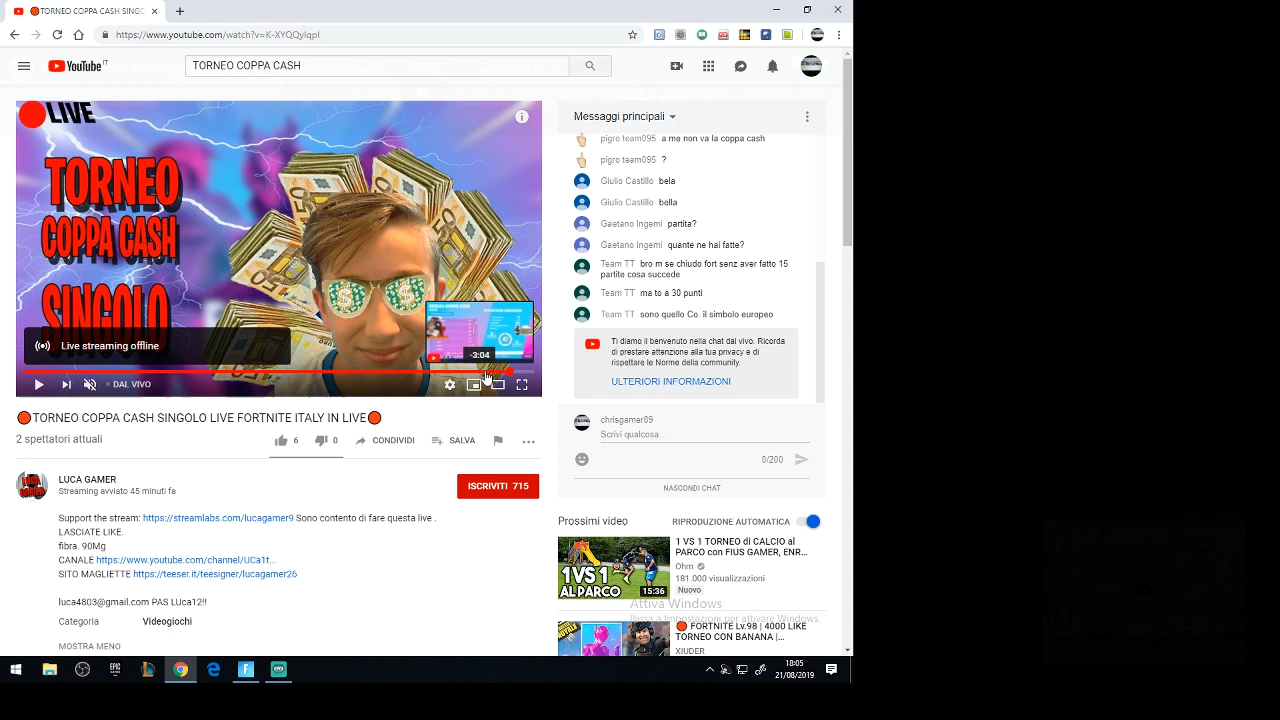 🔴TORNEO COPPA CASH SINGO
https://www.youtube.com/watch?v=K-XYQQyiqpI
YouTube IT
TORNEO COPPA CASH
LIVE
TORNEO
COPPA CASH
SINGOLO
Live streaming offline
-3:04
DAL VIVO
Messaggi principali
pigro team095 a me non va la coppa cash
pigro team095 ?
Giulio Castillo bela
Giulio Castillo bella
Gaetano Ingemi partita?
Gaetano Ingemi quante ne hai fatte?
Team TT bro m se chiudo fort senz aver fatto 15
partite cosa succede
Team TT ma to a 30 punti
Team TT sono quello Co. il simbolo europeo
Ti diamo il benvenuto nella chat dal vivo. Ricorda
di prestare attenzione alla tua privacy e di
rispettare le Norme della community.
ULTERIORI INFORMAZIONI
chrisgamer89
Scrivi qualcosa...
0/200
NASCONDI CHAT
🔴TORNEO COPPA CASH SINGOLO LIVE FORTNITE ITALY IN LIVE🔴
2 spettatori attuali
6
0
CONDIVIDI
SALVA
LUCA GAMER
Streaming avviato 45 minuti fa
ISCRIVITI 715
Support the stream: https://streamlabs.com/lucagamer9 Sono contento di fare questa live .
LASCIATE LIKE.
fibra. 90Mg
CANALE https://www.youtube.com/channel/UCa1t...
SITO MAGLIETTE https://teeser.it/teesigner/lucagamer26
luca4803@gmail.com PAS LUca12!!
Categoria Videogiochi
MOSTRA MENO
Prossimi video
RIPRODUZIONE AUTOMATICA
1VS1
AL PARCO
15:36
1 VS 1 TORNEO di CALCIO al
PARCO con FIUS GAMER, ENR...
Ohm
181.000 visualizzazioni
Nuovo
🔴 FORTNITE Lv.98 | 4000 LIKE
TORNEO CON BANANA |...
XIUDER
Attiva Windows
Passa a Impostazioni per attivare Windows.
EPIC
18:05
21/08/2019